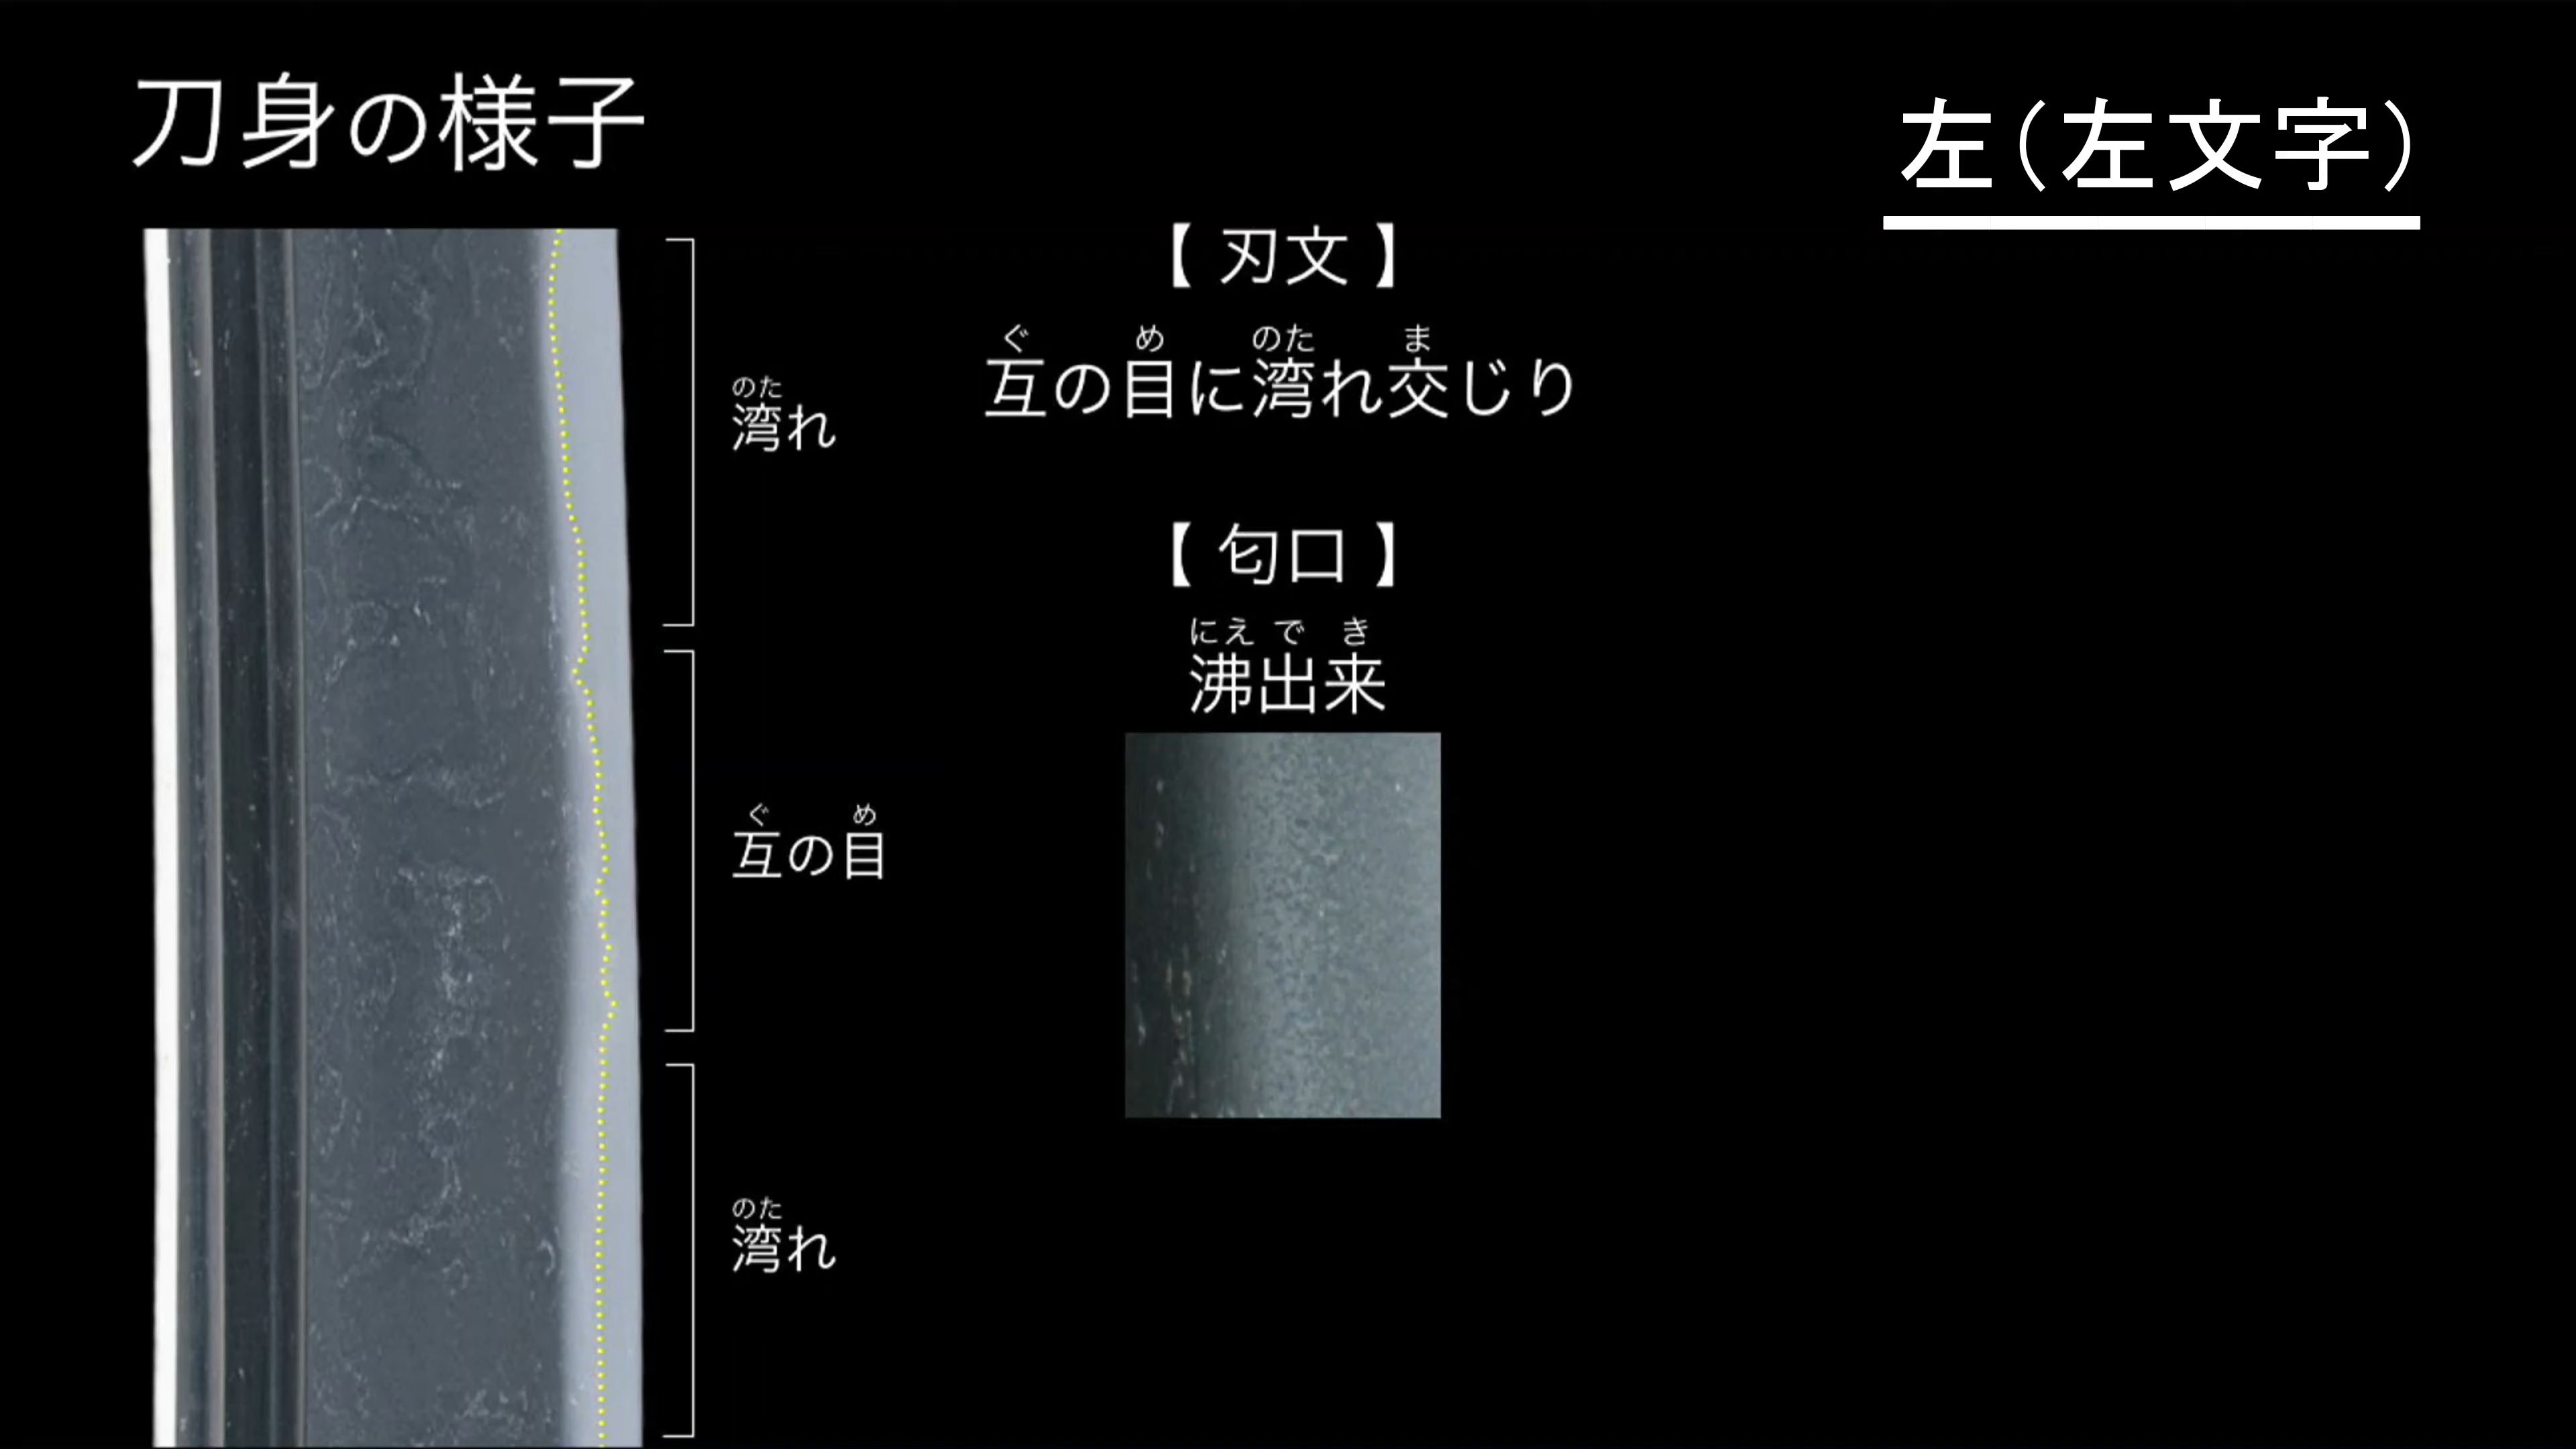 刀身の様子
左(左文字)
のた
湾れ
ぐ め
互の目
のた
湾れ
【 刃文 】
ぐ め のた ま
互の目に湾れ交じり
【 匂口 】
にえ で き
沸出来